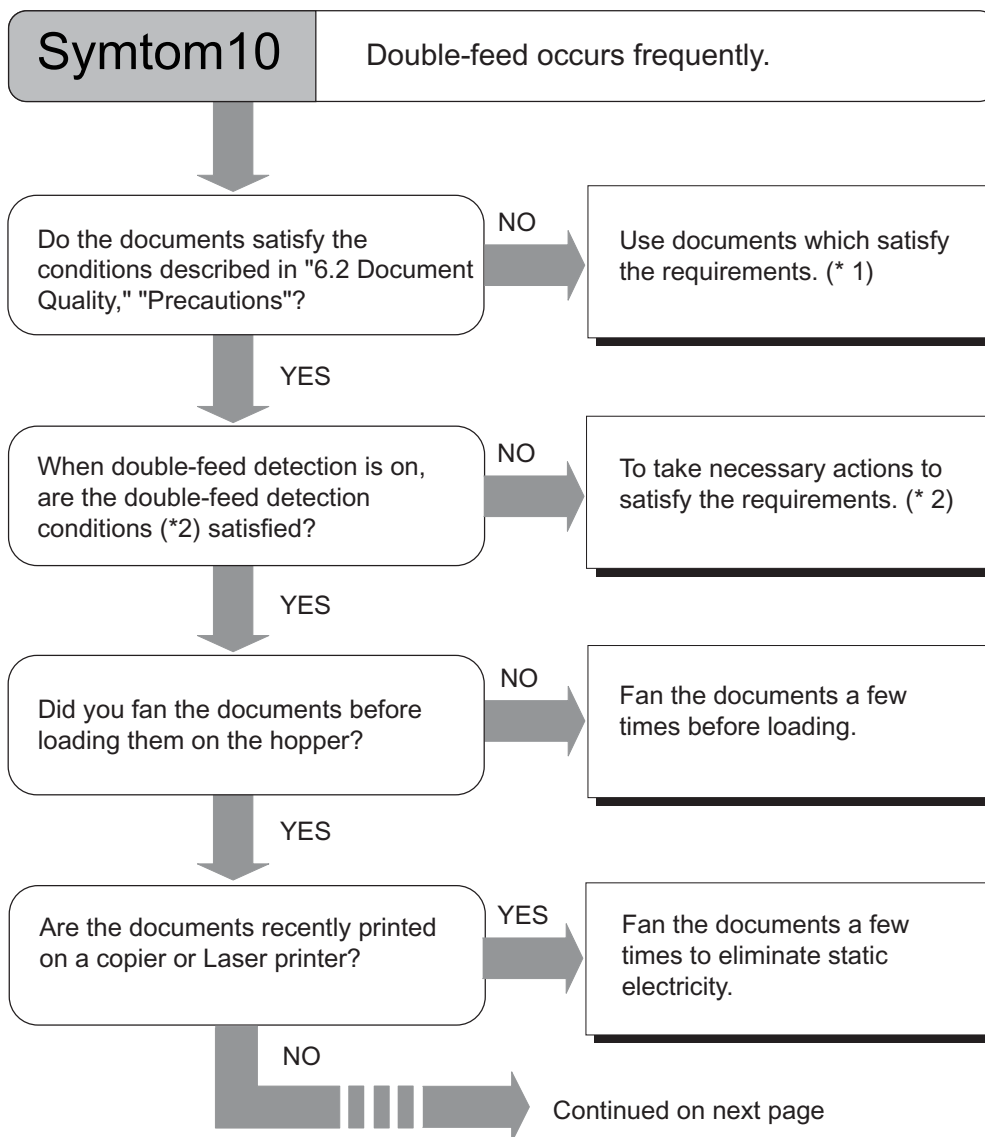 Symtom10
Double-feed occurs frequently.
Do the documents satisfy the
conditions described in "6.2 Document
Quality," "Precautions"?
NO
Use documents which satisfy
the requirements. (* 1)
YES
When double-feed detection is on,
are the double-feed detection
conditions (*2) satisfied?
NO
To take necessary actions to
satisfy the requirements. (* 2)
YES
Did you fan the documents before
loading them on the hopper?
NO
Fan the documents a few
times before loading.
YES
Are the documents recently printed
on a copier or Laser printer?
YES
Fan the documents a few
times to eliminate static
electricity.
NO
Continued on next page